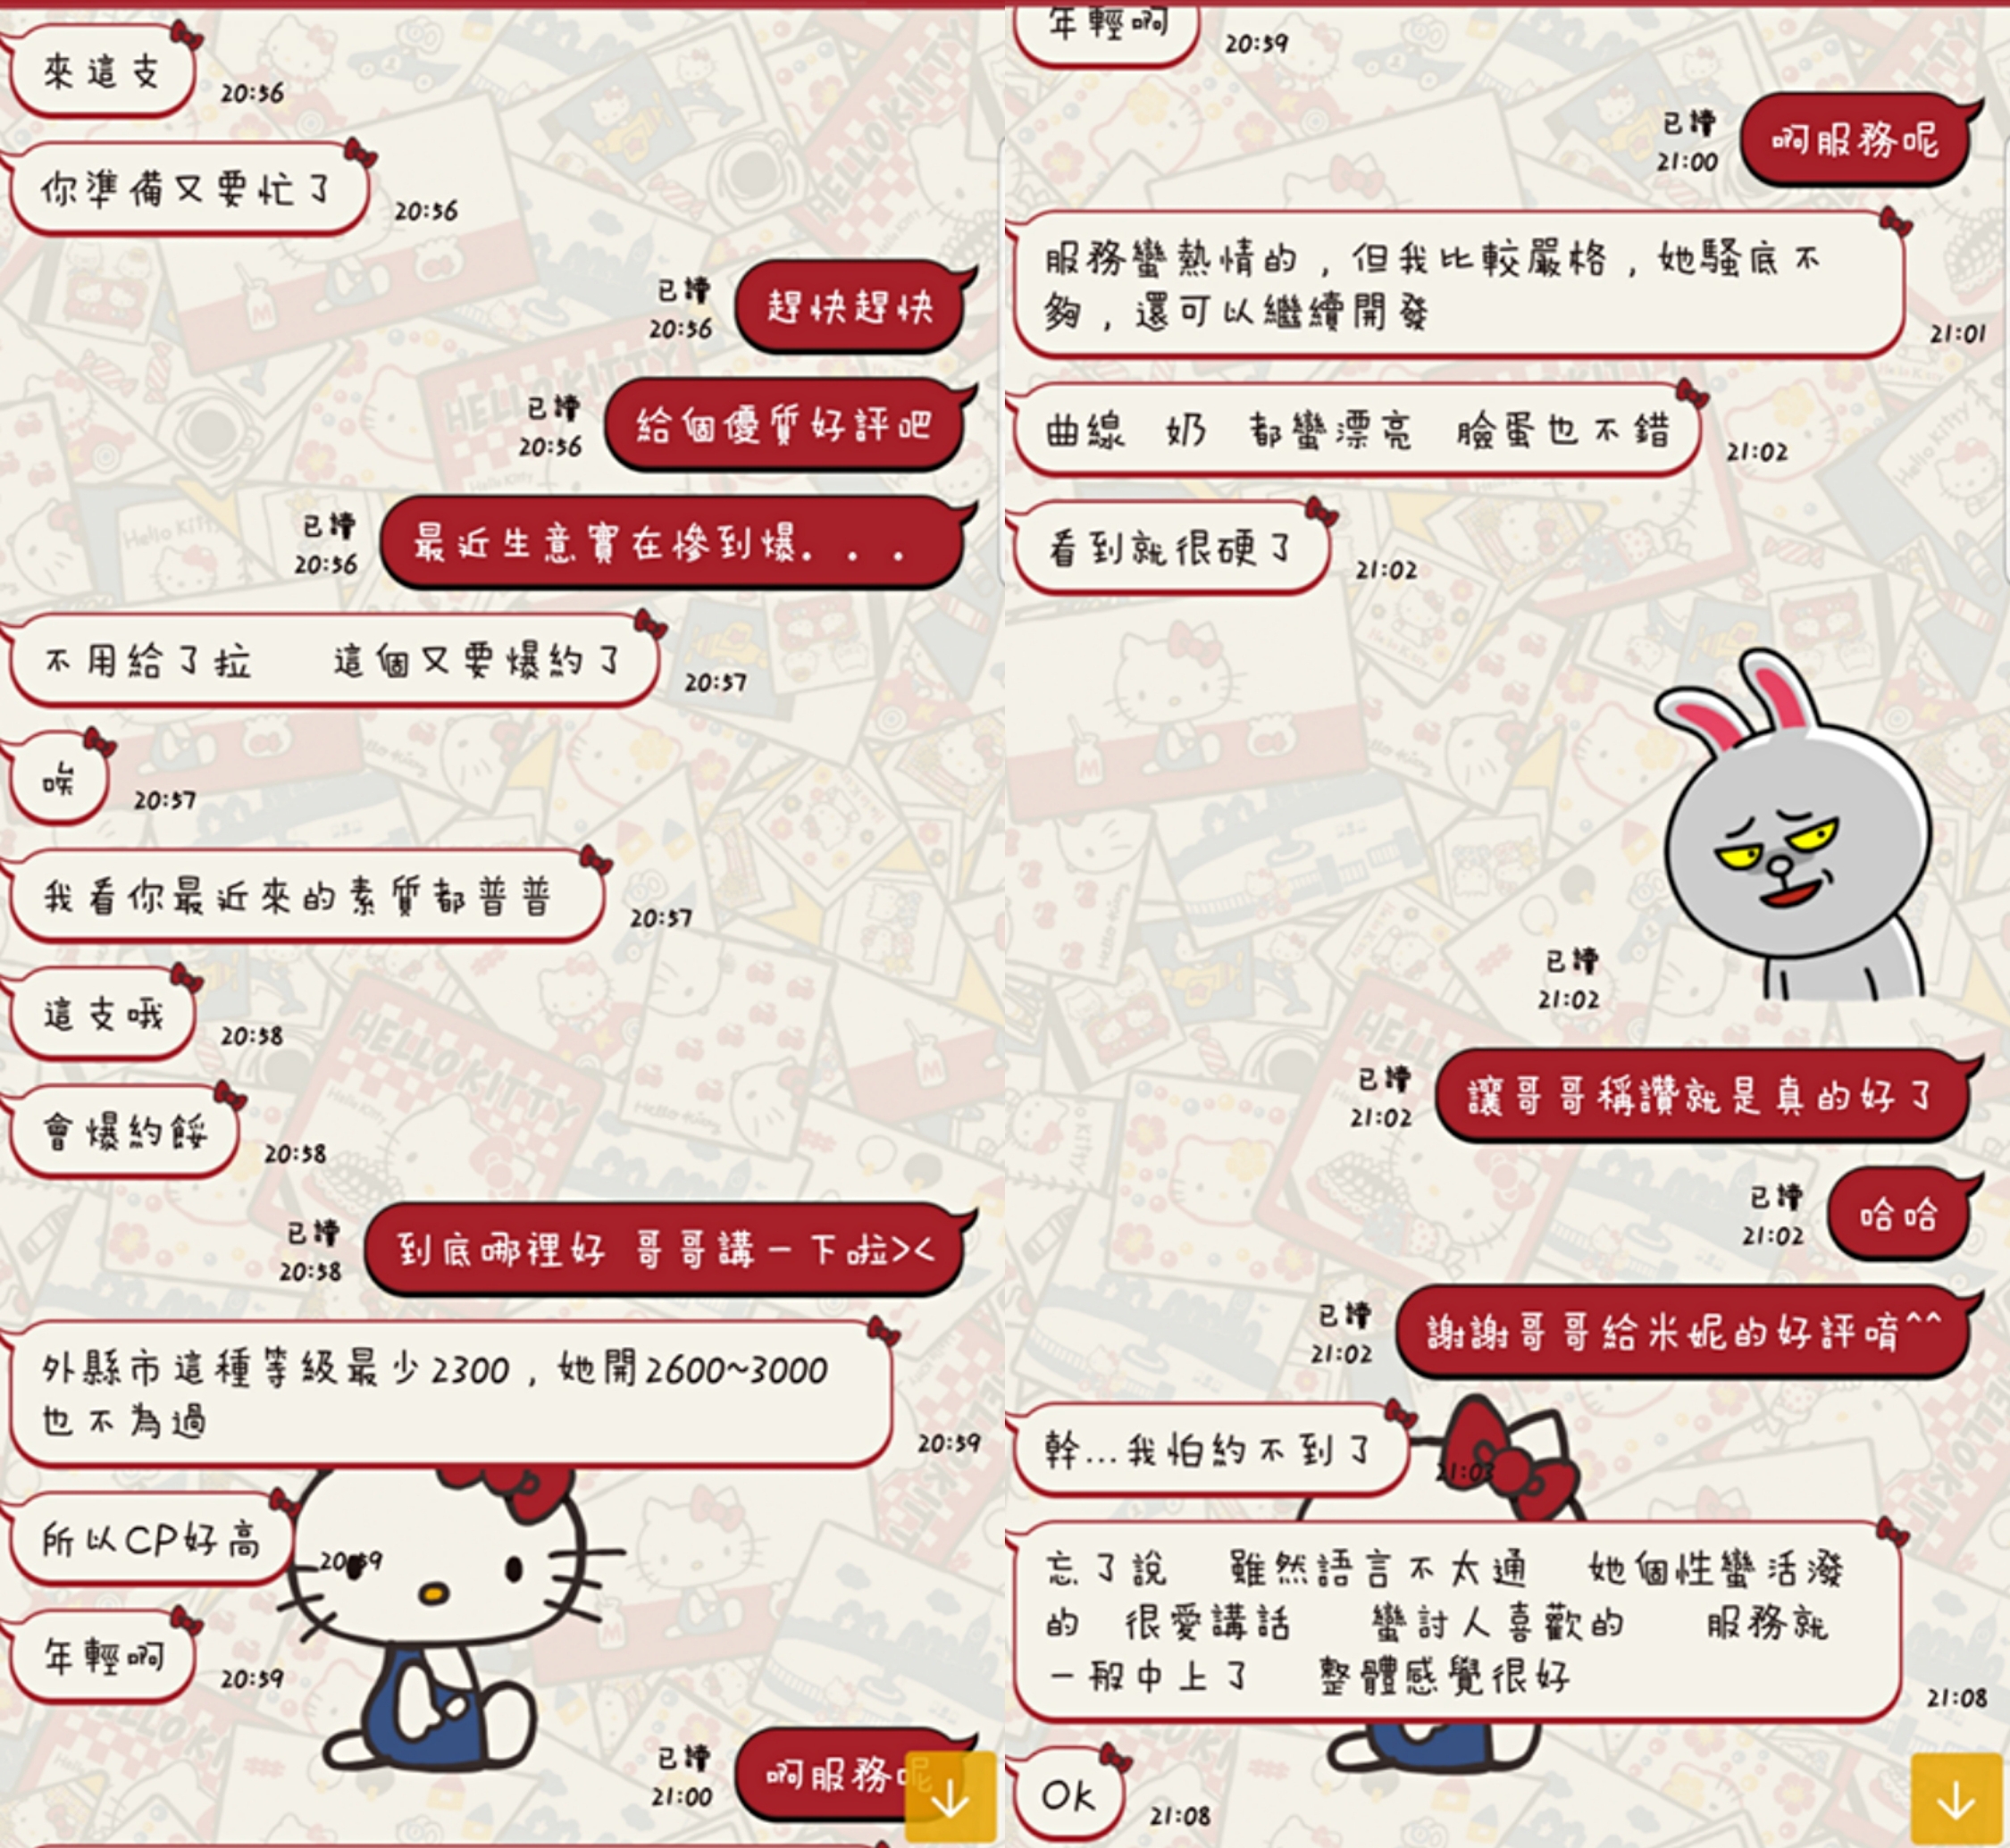 來這支
20:56
你準備又要忙了
20:56
已讀
20:56
趕快趕快
已讀
20:56
給個優質好評吧
已讀
20:56
最近生意實在慘到爆...
不用給了拉 這個又要爆約了
20:57
唉
20:57
我看你最近來的素質都普普
20:57
這支哦
20:58
會爆約餒
20:58
已讀
20:58
到底哪裡好 哥哥講一下啦><
外縣市這種等級最少2300，她開2600~3000
也不為過
20:59
所以CP好高
20:59
年輕啊
20:59
已讀
21:00
啊服務呢
年輕啊
20:59
已讀
21:00
啊服務呢
服務蠻熱情的，但我比較嚴格，她騷底不
夠，還可以繼續開發
21:01
曲線 奶 都蠻漂亮 臉蛋也不錯
21:02
看到就很硬了
21:02
已讀
21:02
已讀
21:02
讓哥哥稱讚就是真的好了
已讀
21:02
哈哈
已讀
21:02
謝謝哥哥給米妮的好評唷^^
幹...我怕約不到了
21:03
忘了說 雖然語言不太通 她個性蠻活潑
的 很愛講話 蠻討人喜歡的 服務就
一般中上了 整體感覺很好
21:08
Ok
21:08